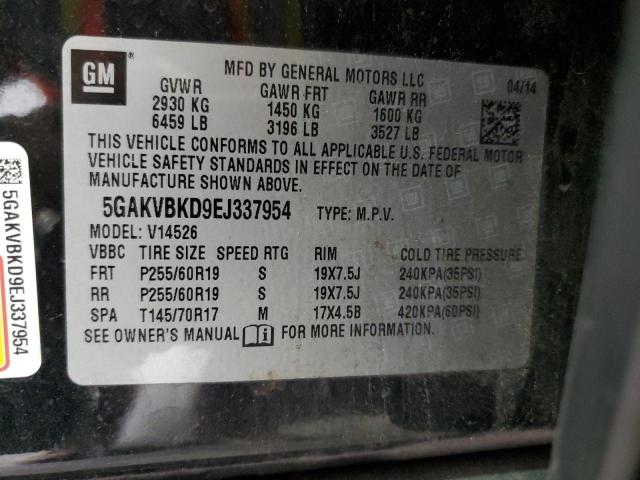 GM
®
MFD BY GENERAL MOTORS LLC
04/14
GVWR GAWR FRT GAWR RR
2930 KG 1450 KG 1600 KG
6459 LB 3196 LB 3527 LB
THIS VEHICLE CONFORMS TO ALL APPLICABLE U.S. FEDERAL MOTOR
VEHICLE SAFETY STANDARDS IN EFFECT ON THE DATE OF
MANUFACTURE SHOWN ABOVE.
5GAKVBKD9EJ337954 TYPE: M.P.V.
MODEL: V14526
VBBC TIRE SIZE SPEED RTG RIM COLD TIRE PRESSURE
FRT P255/60R19 S 19X7.5J 240KPA(35PSI)
RR P255/60R19 S 19X7.5J 240KPA(35PSI)
SPA T145/70R17 M 17X4.5B 420KPA(60PSI)
SEE OWNER'S MANUAL FOR MORE INFORMATION.
5GAKVBKD9EJ337954